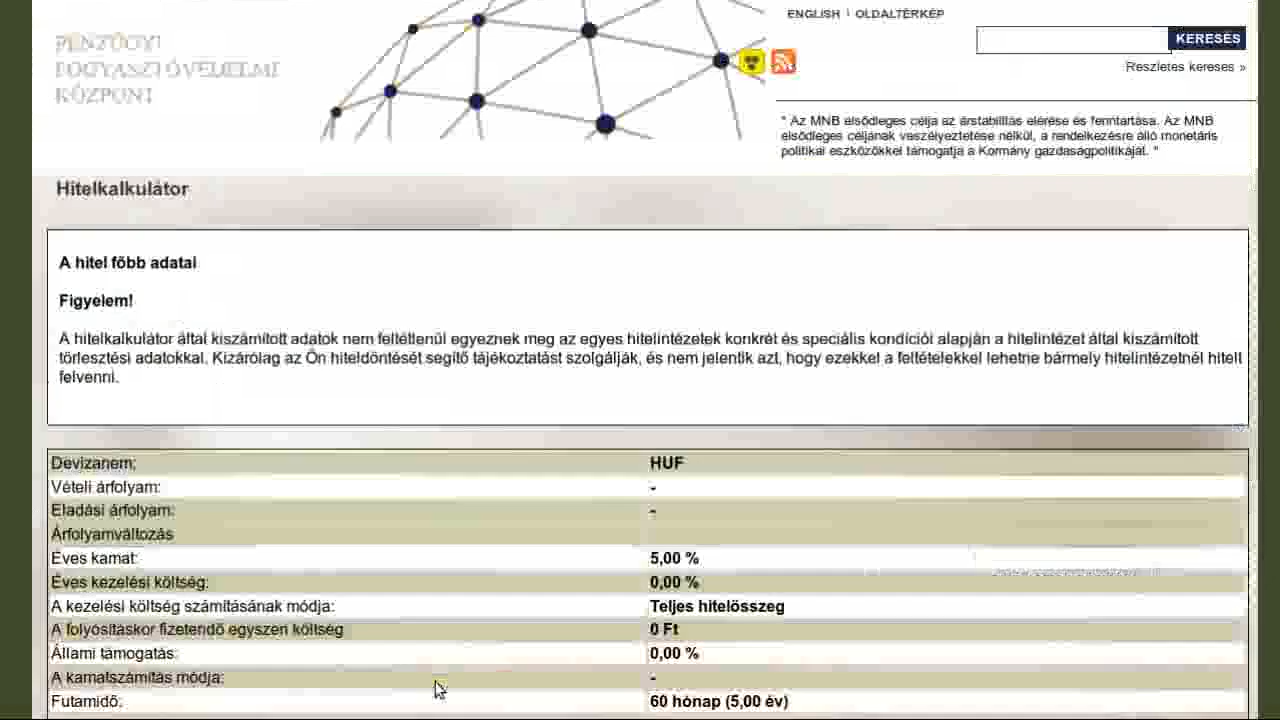 ENGLISH | OLDALTÉRKÉP
PÉNZÜGYI
FOGYASZTÓVÉDELMI
KÖZPONT
KERESÉS
Részletes keresés »
" Az MNB elsődleges célja az árstabilitás elérése és fenntartása. Az MNB
elsődleges céljának veszélyeztetése nélkül, a rendelkezésre álló monetáris
politikai eszközökkel támogatja a Kormány gazdaságpolitikáját. "
Hitelkalkulátor
A hitel főbb adatai
Figyelem!
A hitelkalkulátor által kiszámított adatok nem feltétlenül egyeznek meg az egyes hitelintézetek konkrét és speciális kondíciói alapján a hitelintézet által kiszámított
törlesztési adatokkal. Kizárólag az Ön hiteldöntését segítő tájékoztatást szolgálják, és nem jelentik azt, hogy ezekkel a feltételekkel lehetne bármely hitelintézetnél hitelt
felvenni.
Devizanem: HUF
Vételi árfolyam: -
Eladási árfolyam: -
Árfolyamváltozás
Éves kamat: 5,00 %
Éves kezelési költség: 0,00 %
A kezelési költség számításának módja: Teljes hitelösszeg
A folyósításkor fizetendő egyszeri költség 0 Ft
Állami támogatás: 0,00 %
A kamatszámítás módja: -
Futamidő: 60 hónap (5,00 év)